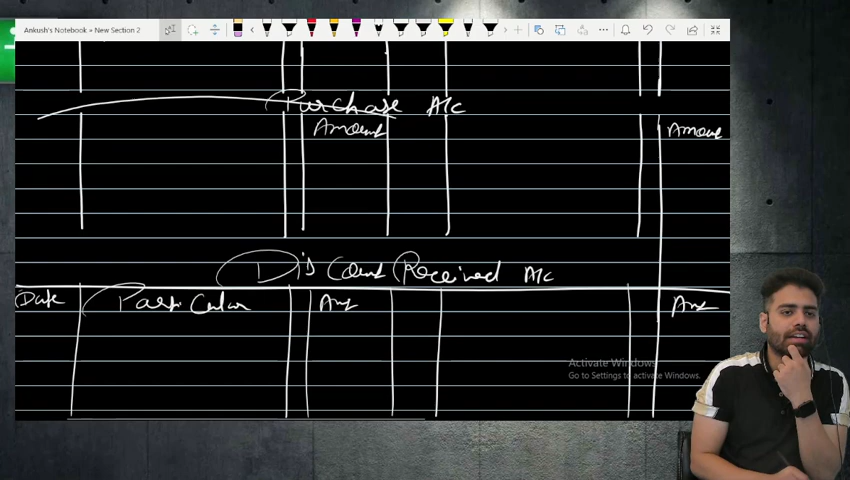 Ankush's Notebook » New Section 2
Purchase A/c
Amount Amount
Discount Received A/c
Date Particular Amt Amt
Activate Windows
Go to Settings to activate Windows.